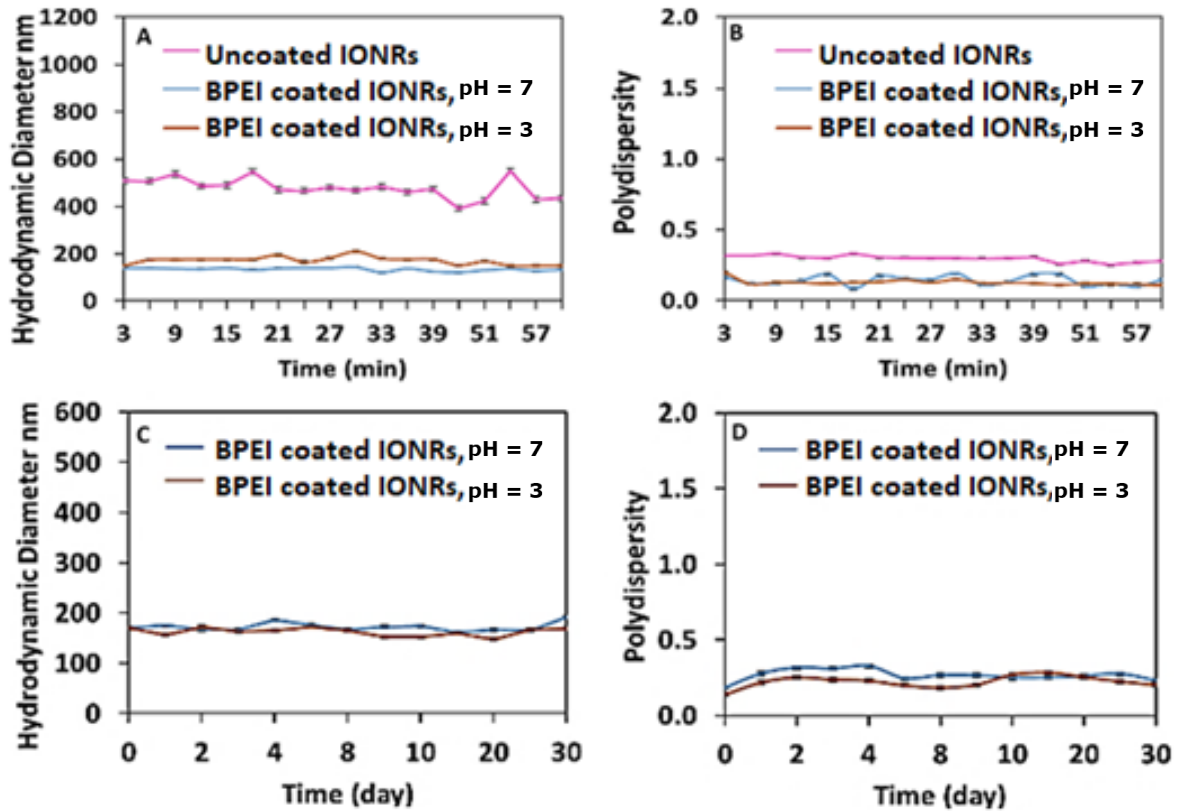 A
Hydrodynamic Diameter nm
1200
1000
800
600
400
200
0
Uncoated IONRs
BPEI coated IONRs, pH = 7
BPEI coated IONRs, pH = 3
3 9 15 21 27 33 39 51 57
Time (min)
B
Polydispersity
2.0
1.5
1.0
0.5
0.0
Uncoated IONRs
BPEI coated IONRs, pH = 7
BPEI coated IONRs, pH = 3
3 9 15 21 27 33 39 51 57
Time (min)
C
Hydrodynamic Diameter nm
600
500
400
300
200
100
0
BPEI coated IONRs, pH = 7
BPEI coated IONRs, pH = 3
0 2 4 8 10 20 30
Time (day)
D
Polydispersity
2.0
1.5
1.0
0.5
0.0
BPEI coated IONRs, pH = 7
BPEI coated IONRs, pH = 3
0 2 4 8 10 20 30
Time (day)